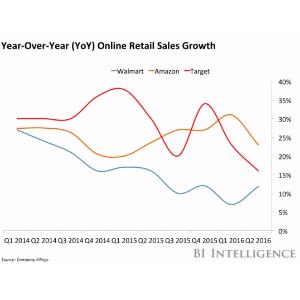 Year-Over-Year (YoY) Online Retail Sales Growth
Walmart Amazon Target
40%
35%
30%
25%
20%
15%
10%
5%
0%
Q1 2014 Q2 2014 Q3 2014 Q4 2014 Q1 2015 Q2 2015 Q3 2015 Q4 2015 Q1 2016 Q2 2016
Source: Company filings
BI INTELLIGENCE